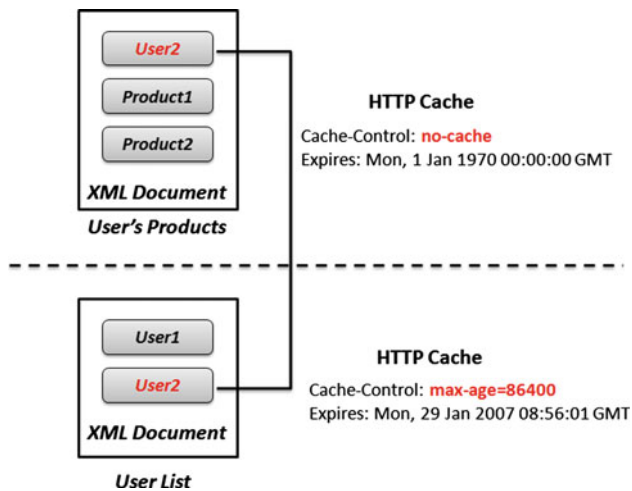 User2
Product1
Product2
XML Document
User's Products
HTTP Cache
Cache-Control: no-cache
Expires: Mon, 1 Jan 1970 00:00:00 GMT
User1
User2
XML Document
User List
HTTP Cache
Cache-Control: max-age=86400
Expires: Mon, 29 Jan 2007 08:56:01 GMT